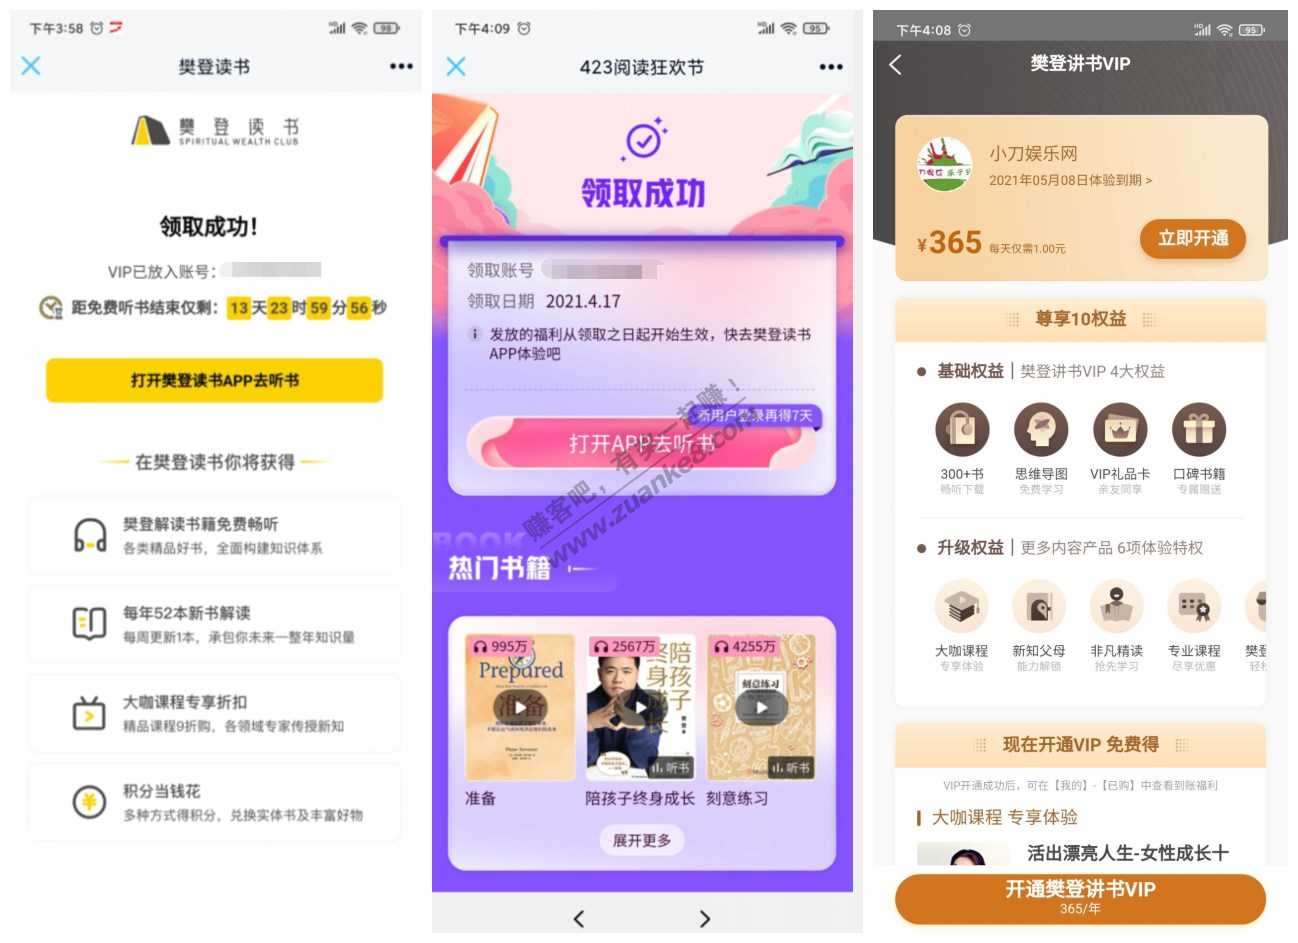 下午3:58
98
樊登读书
樊登读书
SPIRITUAL WEALTH CLUB
领取成功!
VIP已放入账号:
距免费听书结束仅剩: 13天23时59分56秒
打开樊登读书APP去听书
在樊登读书你将获得
樊登解读书籍免费畅听
各类精品好书，全面构建知识体系
每年52本新书解读
每周更新1本，承包你未来一整年知识量
大咖课程专享折扣
精品课程9折购，各领域专家传授新知
积分当钱花
多种方式得积分，兑换实体书及丰富好物
下午4:09
95
423阅读狂欢节
领取成功
领取账号
领取日期 2021.4.17
发放的福利从领取之日起开始生效，快去樊登读书
APP体验吧
新用户登录再得7天
打开APP去听书
赚客吧，有奖一起赚！
www.zuanke8.com
BOOK
热门书籍
995万
Prepared
准备
2567万
陪孩子
终身成长
听书
4255万
刻意练习
听书
准备
陪孩子终身成长
刻意练习
展开更多
下午4:08
95
樊登讲书VIP
小刀娱乐网
2021年05月08日体验到期 >
¥365 每天仅需1.00元
立即开通
尊享10权益
基础权益 | 樊登讲书VIP 4大权益
300+书
畅听下载
思维导图
免费学习
VIP礼品卡
亲友同享
口碑书籍
专属赠送
升级权益 | 更多内容产品 6项体验特权
大咖课程
专享体验
新知父母
能力解锁
非凡精读
抢先学习
专业课程
尽享优惠
樊登
现在开通VIP 免费得
VIP开通成功后，可在【我的】-【已购】中查看到账福利
大咖课程 专享体验
活出漂亮人生-女性成长十
开通樊登讲书VIP
365/年